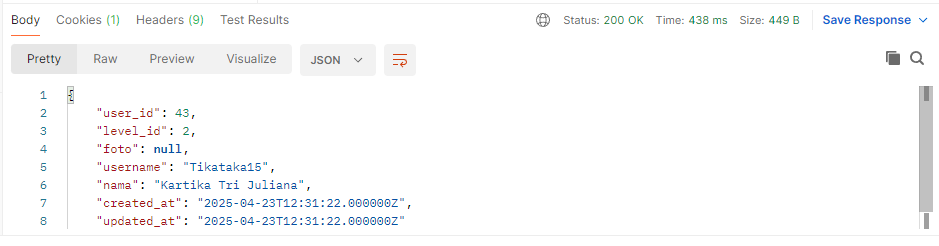 Body Cookies (1) Headers (9) Test Results Status: 200 OK Time: 438 ms Size: 449 B Save Response
Pretty Raw Preview Visualize JSON
1 {
2 "user_id": 43,
3 "level_id": 2,
4 "foto": null,
5 "username": "Tikataka15",
6 "nama": "Kartika Tri Juliana",
7 "created_at": "2025-04-23T12:31:22.000000Z",
8 "updated_at": "2025-04-23T12:31:22.000000Z"